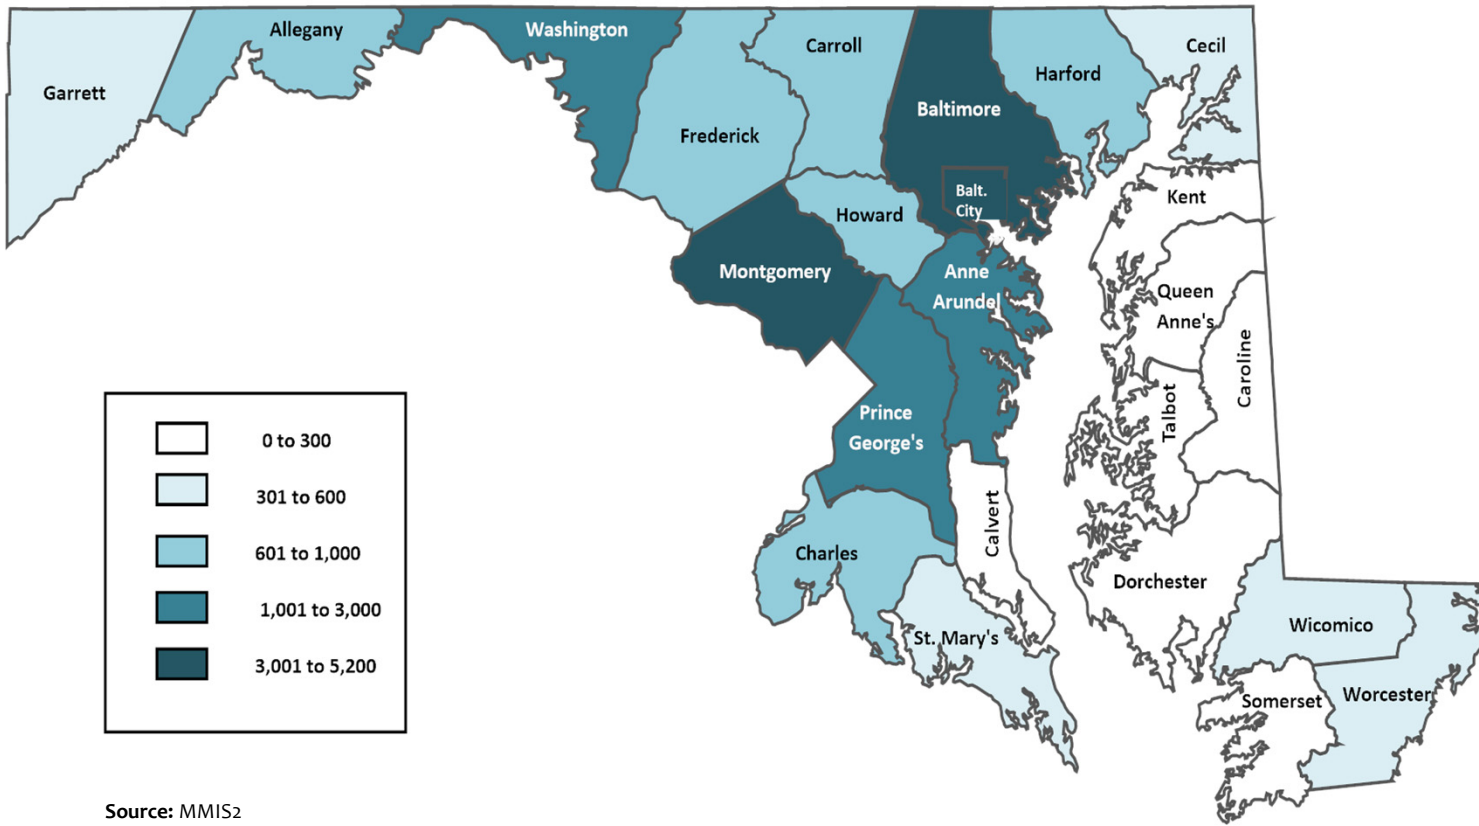 Allegany
Washington
Carroll
Cecil
Garrett
Harford
Baltimore
Frederick
Balt.
City
Kent
Howard
Montgomery
Anne
Arundel
Queen
Anne's
Caroline
Talbot
Prince
George's
0 to 300
301 to 600
601 to 1,000
1,001 to 3,000
3,001 to 5,200
Calvert
Charles
Dorchester
St. Mary's
Wicomico
Somerset
Worcester
Source: MMIS2